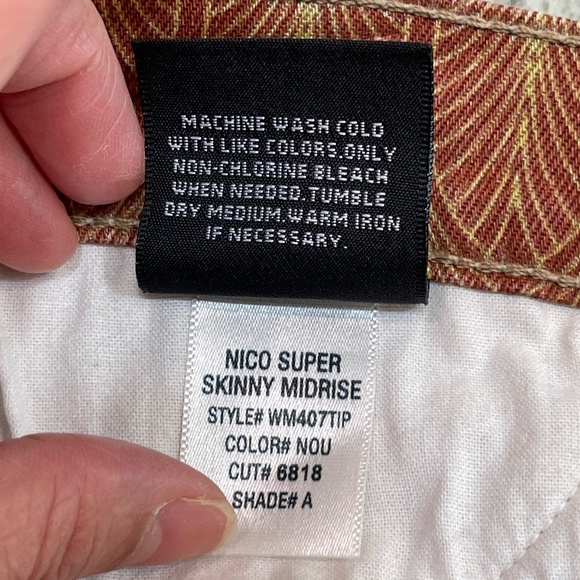 MACHINE WASH COLD
WITH LIKE COLORS.ONLY
NON-CHLORINE BLEACH
WHEN NEEDED.TUMBLE
DRY MEDIUM.WARM IRON
IF NECESSARY.
NICO SUPER
SKINNY MIDRISE
STYLE# WM407TIP
COLOR# NOU
CUT# 6818
SHADE# A